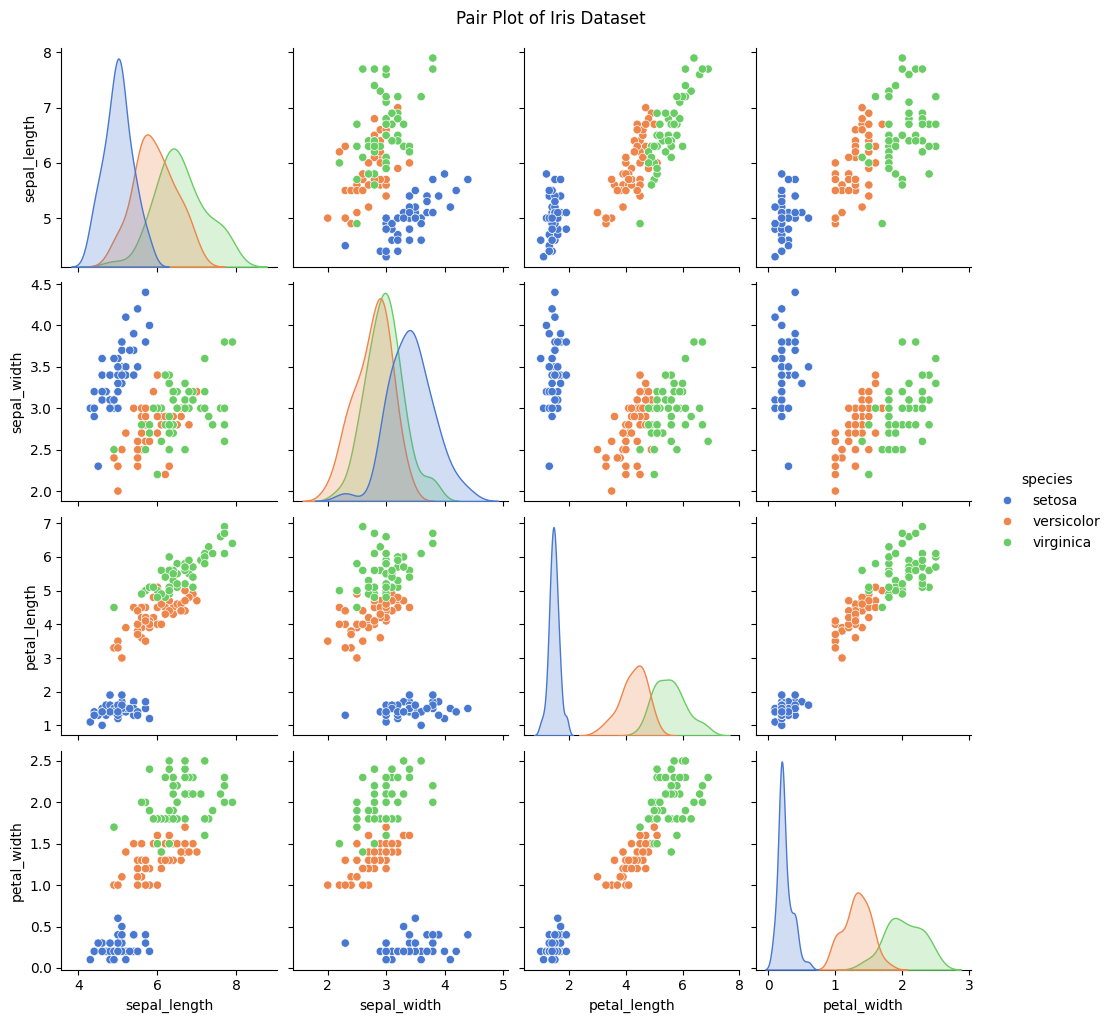 Pair Plot of Iris Dataset
8
7
6
5
sepal_length
4.5
4.0
3.5
3.0
2.5
2.0
sepal_width
species
setosa
versicolor
virginica
7
6
5
4
3
2
1
petal_length
2.5
2.0
1.5
1.0
0.5
0.0
petal_width
4 6 8 2 3 4 5 2 4 6 8 0 1 2 3
sepal_length sepal_width petal_length petal_width